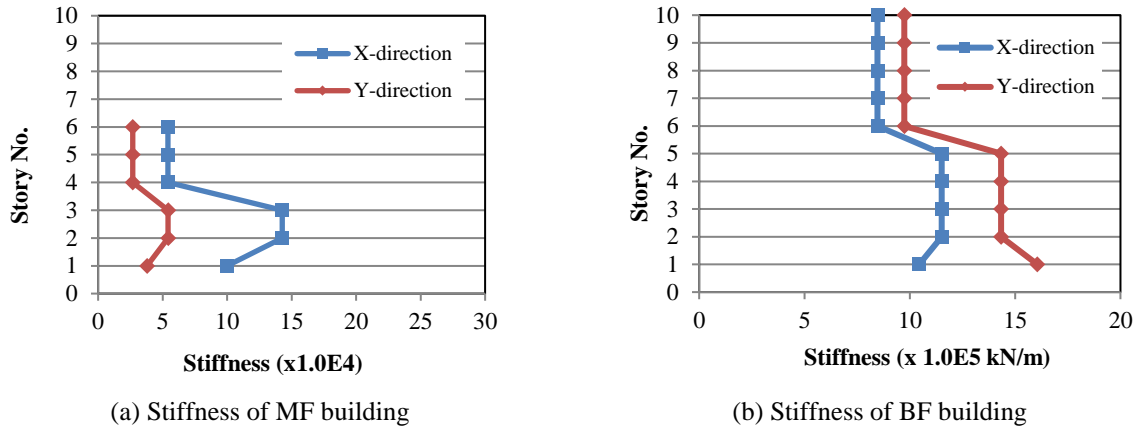 10
9
8
7
6
5
4
3
2
1
0
Story No.
X-direction
Y-direction
0 5 10 15 20 25 30
Stiffness (x1.0E4)
(a) Stiffness of MF building
10
9
8
7
6
5
4
3
2
1
0
Story No.
X-direction
Y-direction
0 5 10 15 20
Stiffness (x 1.0E5 kN/m)
(b) Stiffness of BF building